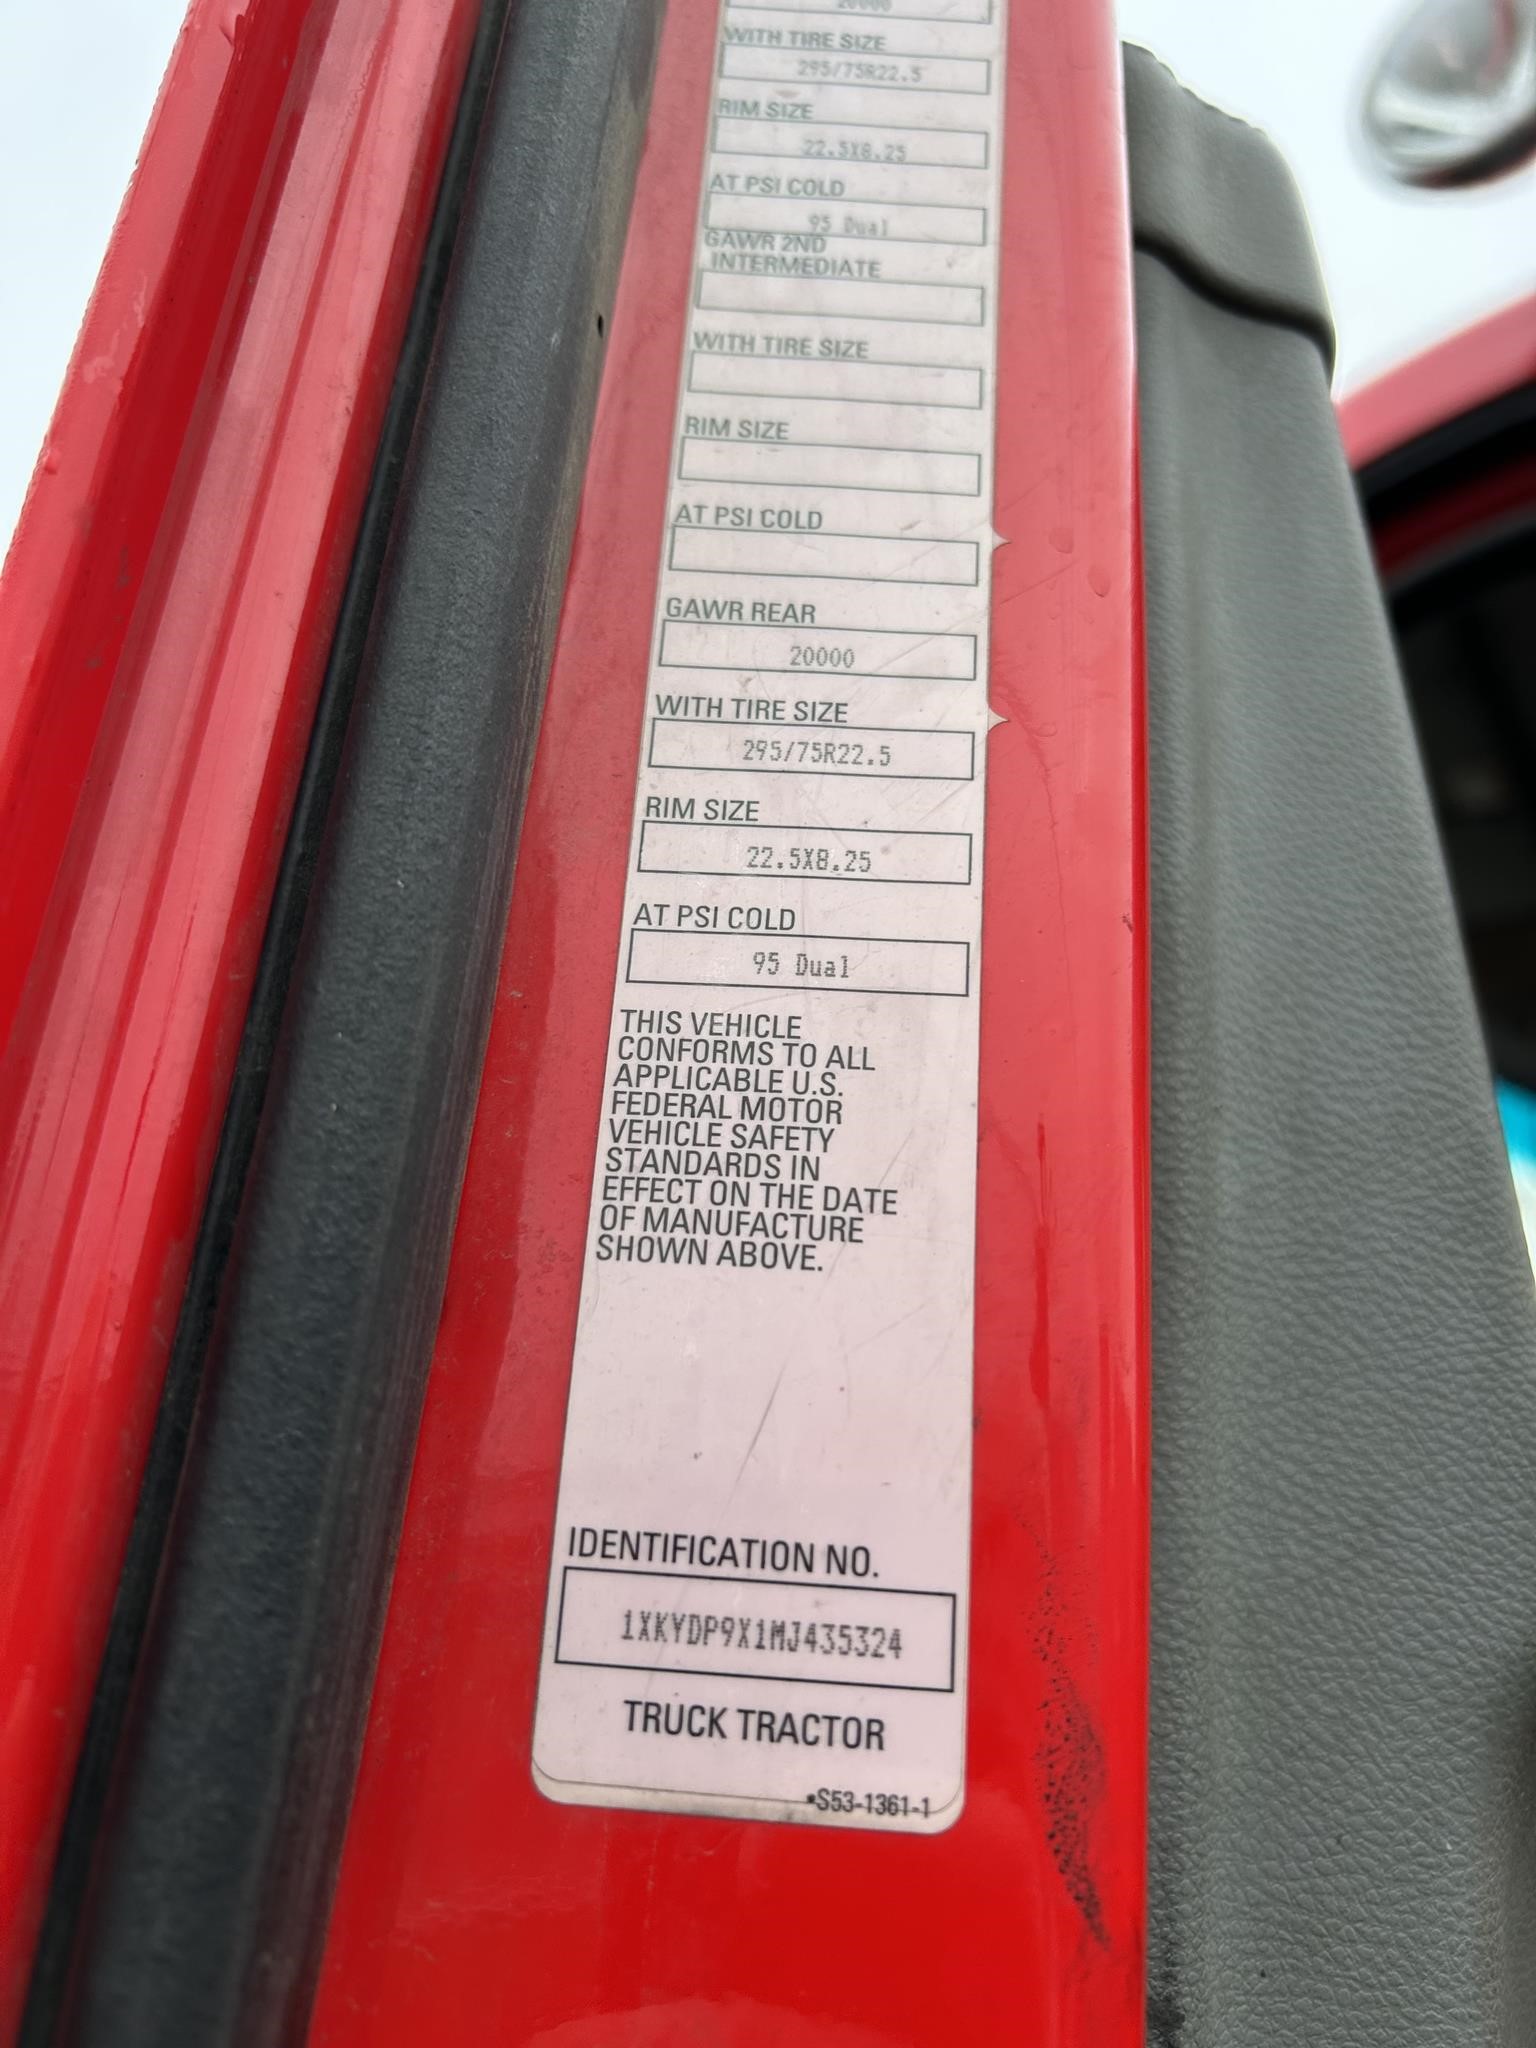 20000
WITH TIRE SIZE
295/75R22.5
RIM SIZE
22.5X8.25
AT PSI COLD
95 Dual
GAWR 2ND
INTERMEDIATE
WITH TIRE SIZE
RIM SIZE
AT PSI COLD
GAWR REAR
20000
WITH TIRE SIZE
295/75R22.5
RIM SIZE
22.5X8.25
AT PSI COLD
95 Dual
THIS VEHICLE
CONFORMS TO ALL
APPLICABLE U.S.
FEDERAL MOTOR
VEHICLE SAFETY
STANDARDS IN
EFFECT ON THE DATE
OF MANUFACTURE
SHOWN ABOVE.
IDENTIFICATION NO.
1XKYDP9X1MJ435324
TRUCK TRACTOR
*S53-1361-1